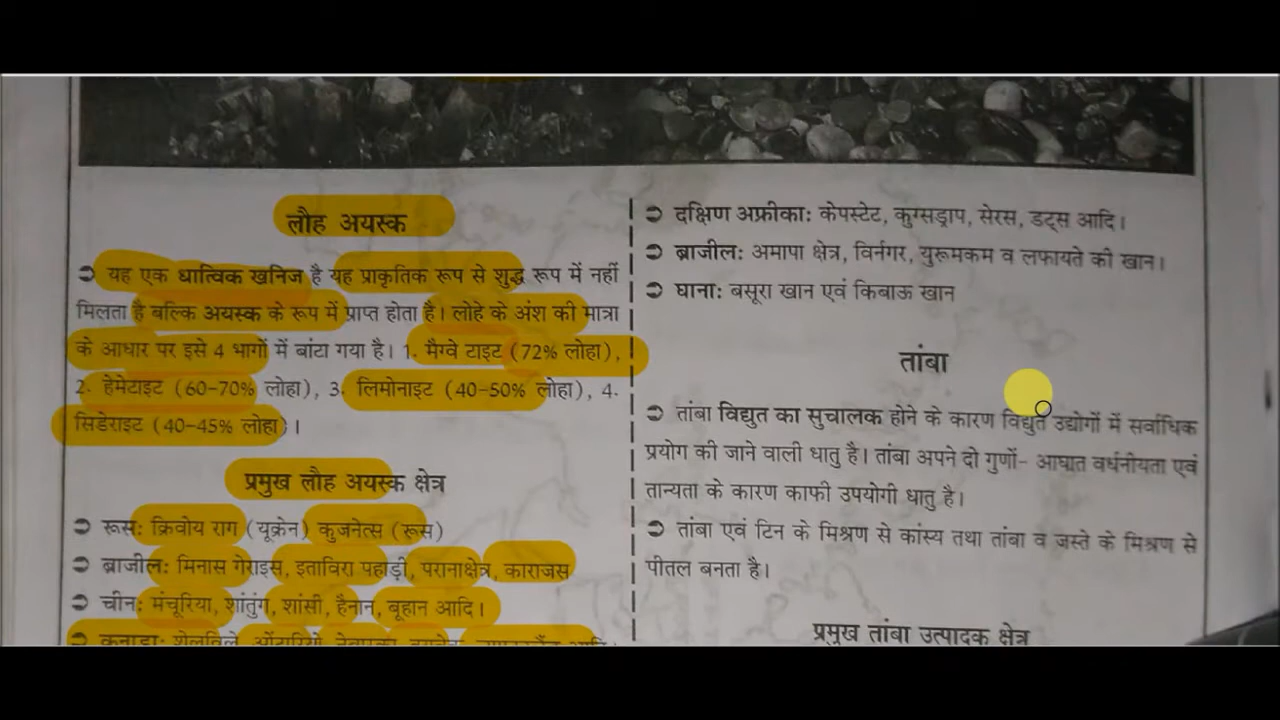 लौह अयस्क
➲ यह एक धात्विक खनिज है यह प्राकृतिक रूप से शुद्ध रूप में नहीं
मिलता है बल्कि अयस्क के रूप में प्राप्त होता है। लोहे के अंश की मात्रा
के आधार पर इसे 4 भागों में बांटा गया है। 1. मैग्वे टाइट (72% लोहा),
2. हेमेटाइट (60-70% लोहा), 3. लिमोनाइट (40-50% लोहा), 4.
सिडेराइट (40-45% लोहा)।
प्रमुख लौह अयस्क क्षेत्र
➲ रूस: क्रिवोय राग (यूक्रेन) कुजनेत्स (रूस)
➲ ब्राजील: मिनास गेराइस, इताविरा पहाड़ी, परानाक्षेत्र, काराजस
➲ चीन: मंचूरिया, शांतुंग, शांसी, हैनान, बूहान आदि।
➲ कनाडा:
➲ दक्षिण अफ्रीका: केपस्टेट, कुग्सड्राप, सेरस, डट्स आदि।
➲ ब्राजील: अमापा क्षेत्र, विर्नगर, युरूमकम व लफायते की खान।
➲ घाना: बसूरा खान एवं किबाऊ खान
तांबा
➲ तांबा विद्युत का सुचालक होने के कारण विद्युत उद्योगों में सर्वाधिक
प्रयोग की जाने वाली धातु है। तांबा अपने दो गुणों- आघात वर्धनीयता एवं
तान्यता के कारण काफी उपयोगी धातु है।
➲ तांबा एवं टिन के मिश्रण से कांस्य तथा तांबा व जस्ते के मिश्रण से
पीतल बनता है।
प्रमुख तांबा उत्पादक क्षेत्र